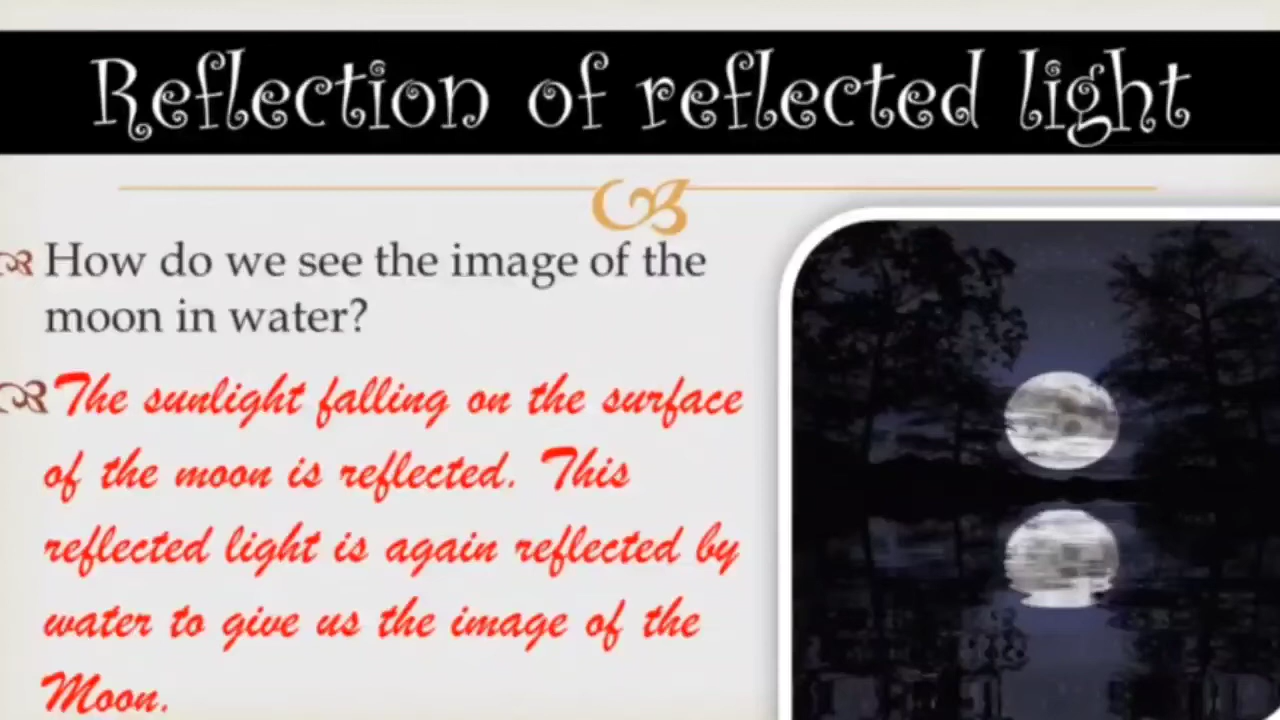 Reflection of reflected light
How do we see the image of the
moon in water?
The sunlight falling on the surface
of the moon is reflected. This
reflected light is again reflected by
water to give us the image of the
Moon.